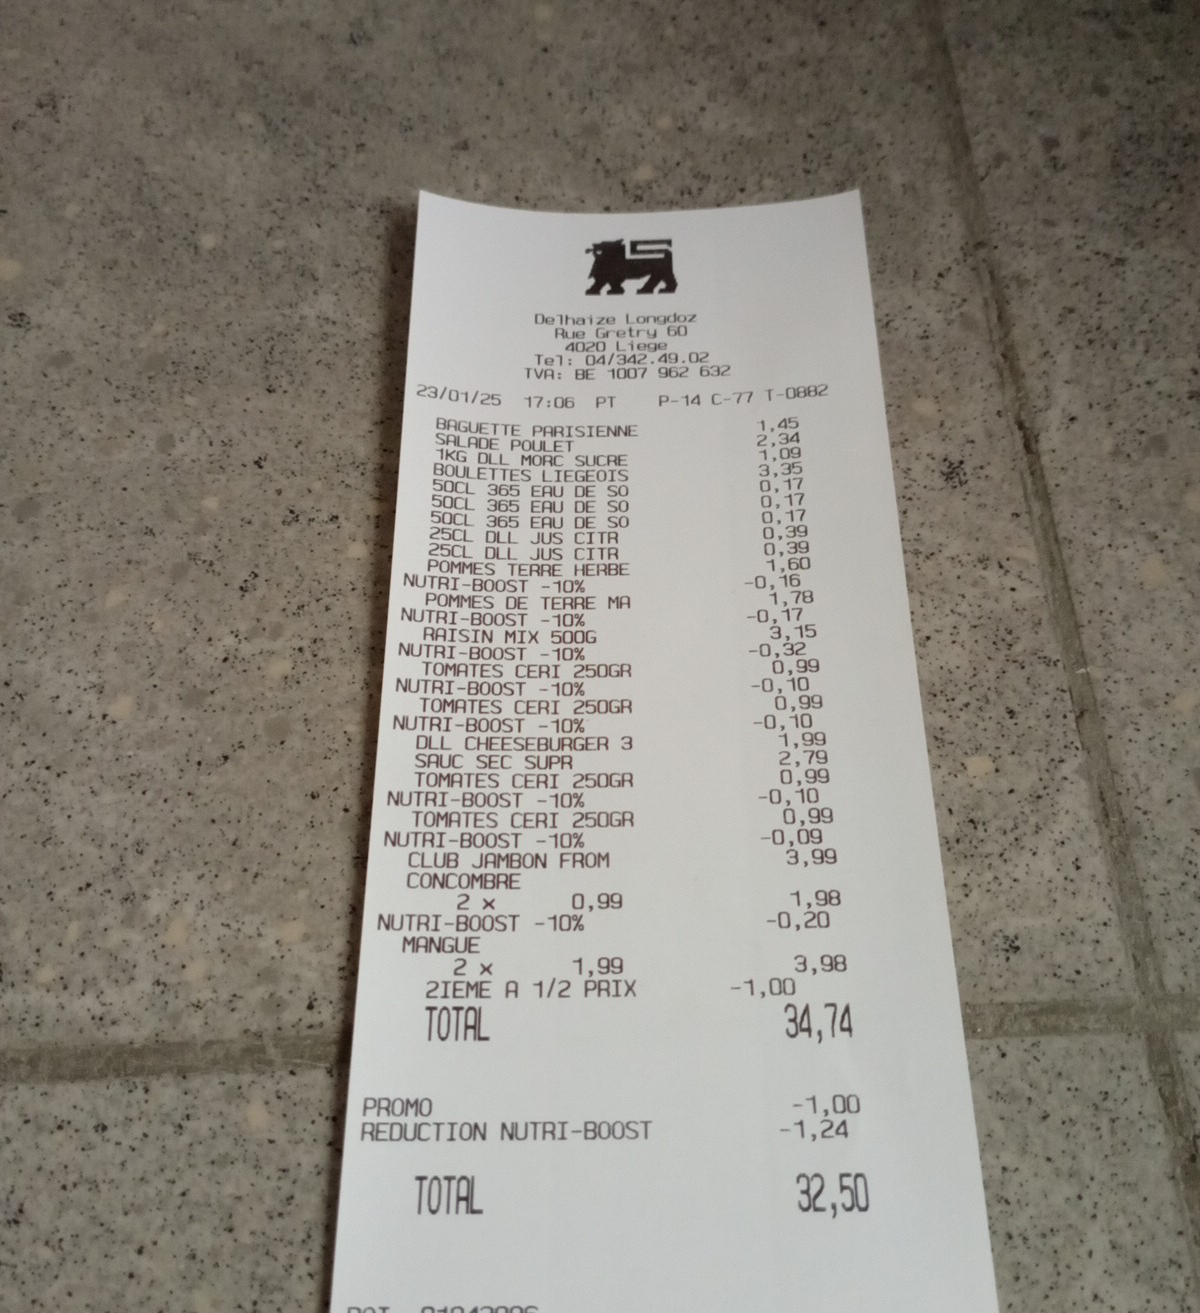 Delhaize Longdoz
Rue Gretry 60
4020 Liege
Tel: 04/342.49.02
TVA: BE 1007 962 632
23/01/25 17:06 PT P-14 C-77 T-0882
BAGUETTE PARISIENNE 1,45
SALADE POULET 2,34
1KG DLL MORC SUCRE 1,09
BOULETTES LIEGEOIS 3,35
50CL 365 EAU DE SO 0,17
50CL 365 EAU DE SO 0,17
50CL 365 EAU DE SO 0,17
25CL DLL JUS CITR 0,39
25CL DLL JUS CITR 0,39
POMMES TERRE HERBE 1,60
NUTRI-BOOST -10% -0,16
POMMES DE TERRE MA 1,78
NUTRI-BOOST -10% -0,17
RAISIN MIX 500G 3,15
NUTRI-BOOST -10% -0,32
TOMATES CERI 250GR 0,99
NUTRI-BOOST -10% -0,10
TOMATES CERI 250GR 0,99
NUTRI-BOOST -10% -0,10
DLL CHEESEBURGER 3 1,99
SAUC SEC SUPR 2,79
TOMATES CERI 250GR 0,99
NUTRI-BOOST -10% -0,10
TOMATES CERI 250GR 0,99
NUTRI-BOOST -10% -0,09
CLUB JAMBON FROM 3,99
CONCOMBRE
2 x 0,99 1,98
NUTRI-BOOST -10% -0,20
MANGUE
2 x 1,99 3,98
2IEME A 1/2 PRIX -1,00
TOTAL 34,74
PROMO -1,00
REDUCTION NUTRI-BOOST -1,24
TOTAL 32,50